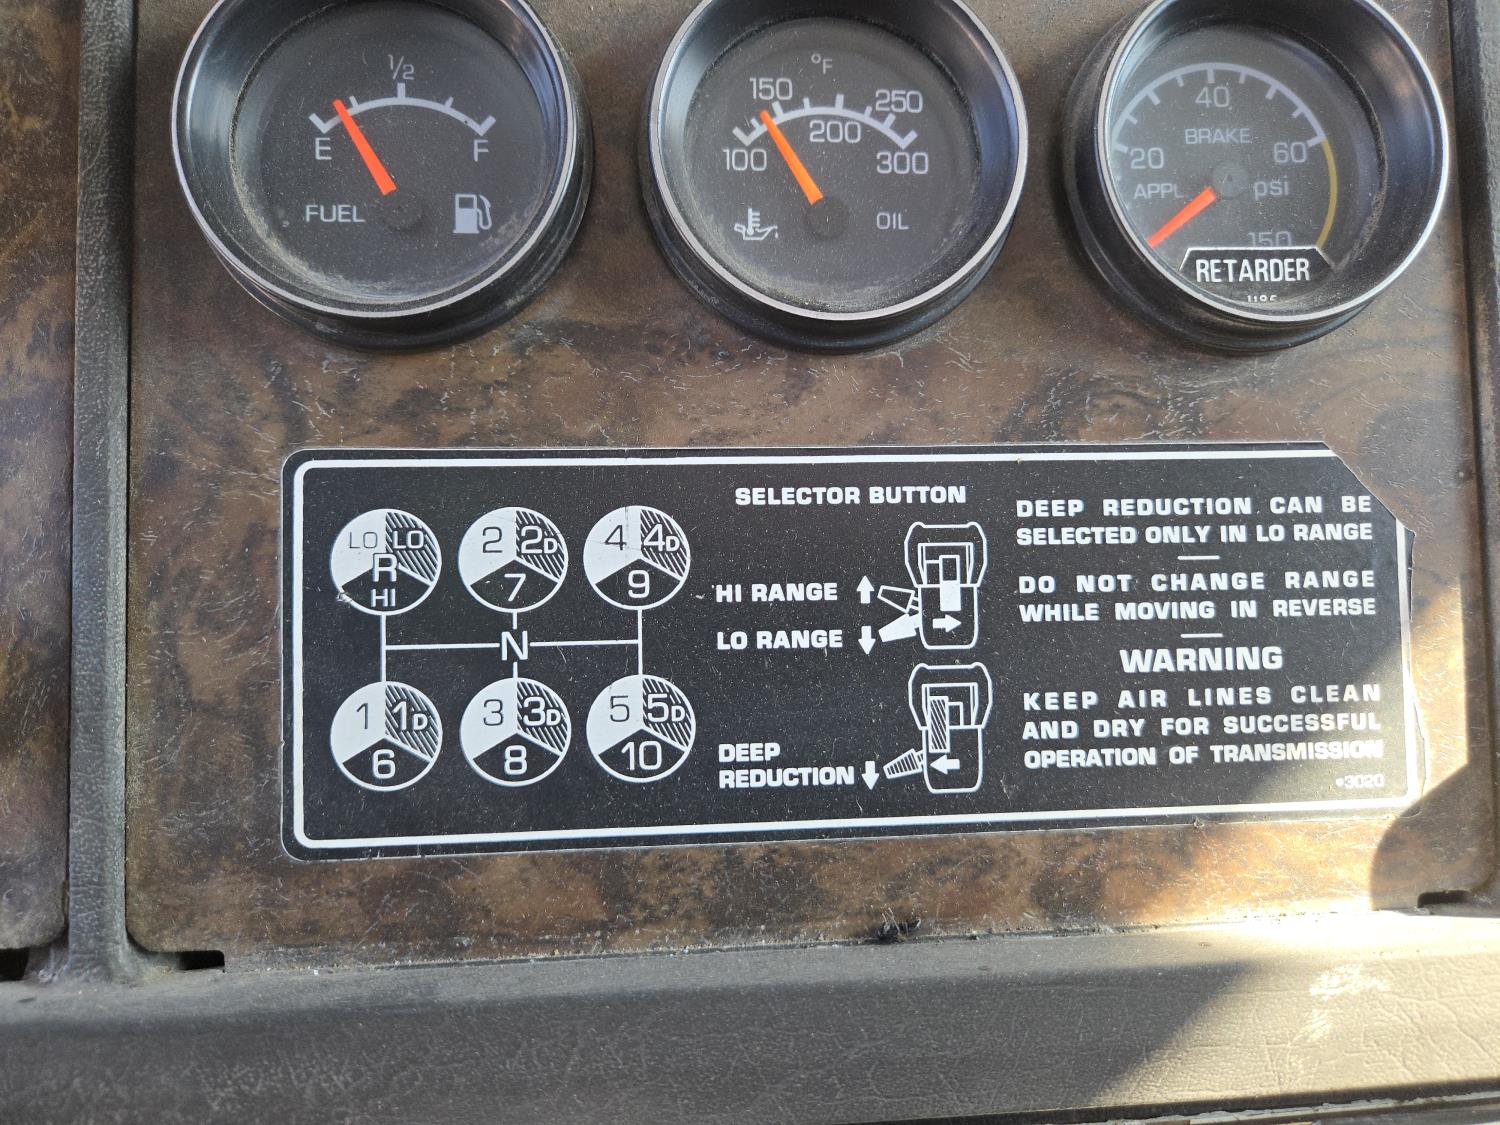 1/2
E
F
FUEL
°F
150
250
200
100
300
OIL
40
BRAKE
20
60
APPL
psi
150
RETARDER
SELECTOR BUTTON
LO LO
R
HI
2 2D
7
4 4D
9
N
1 1D
6
3 3D
8
5 5D
10
HI RANGE
LO RANGE
DEEP
REDUCTION
DEEP REDUCTION CAN BE
SELECTED ONLY IN LO RANGE
DO NOT CHANGE RANGE
WHILE MOVING IN REVERSE
WARNING
KEEP AIR LINES CLEAN
AND DRY FOR SUCCESSFUL
OPERATION OF TRANSMISSION
3020